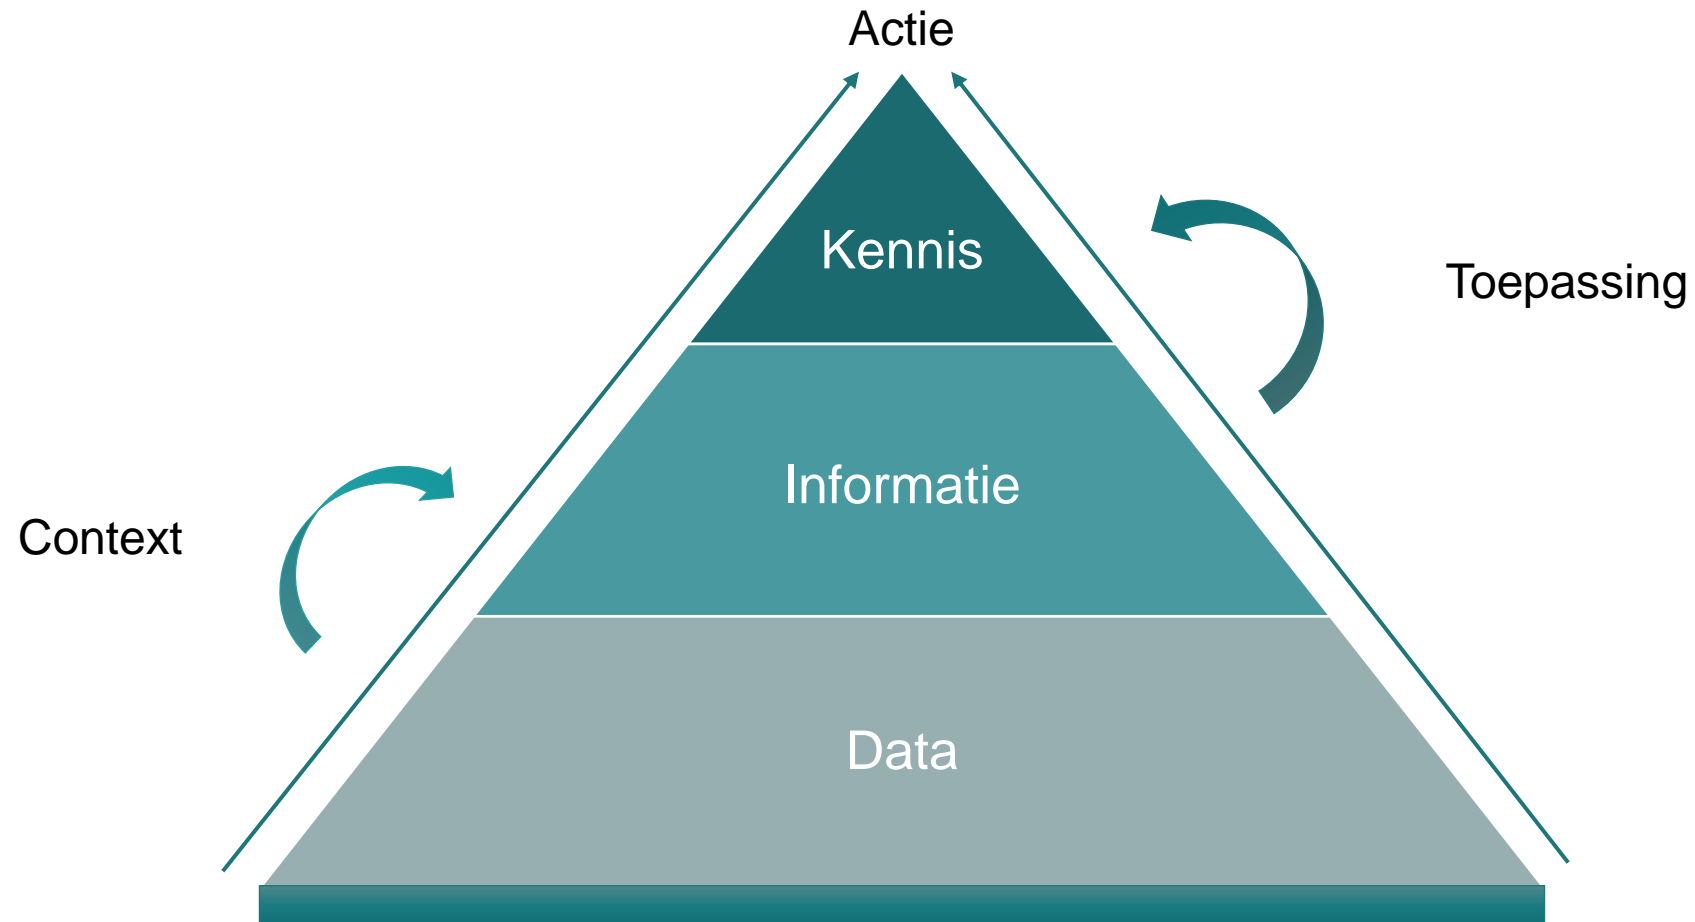 Actie
Kennis
Toepassing
Informatie
Context
Data